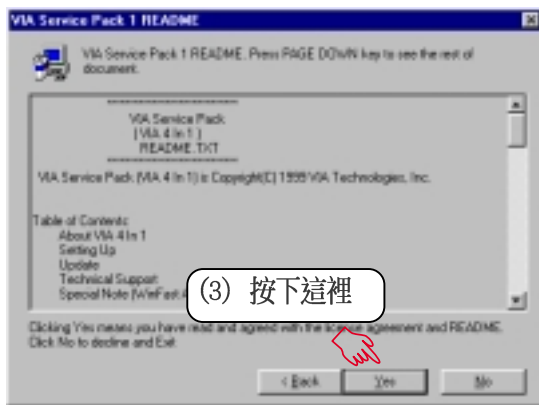 VIA Service Pack 1 README
VIA Service Pack 1 README. Press PAGE DOWN key to see the rest of
document.
VIA Service Pack
(VIA 4 In 1)
README.TXT
VIA Service Pack (VIA 4 In 1) is Copyright(C) 1999 VIA Technologies, Inc.
Table of Contents:
About VIA 4 In 1
Setting Up
Update
Technical Support
Special Note (WinFast
(3) 按下這裡
Clicking Yes means you have read and agreed with the license agreement and README.
Click No to decline and Exit
< Back
Yes
No